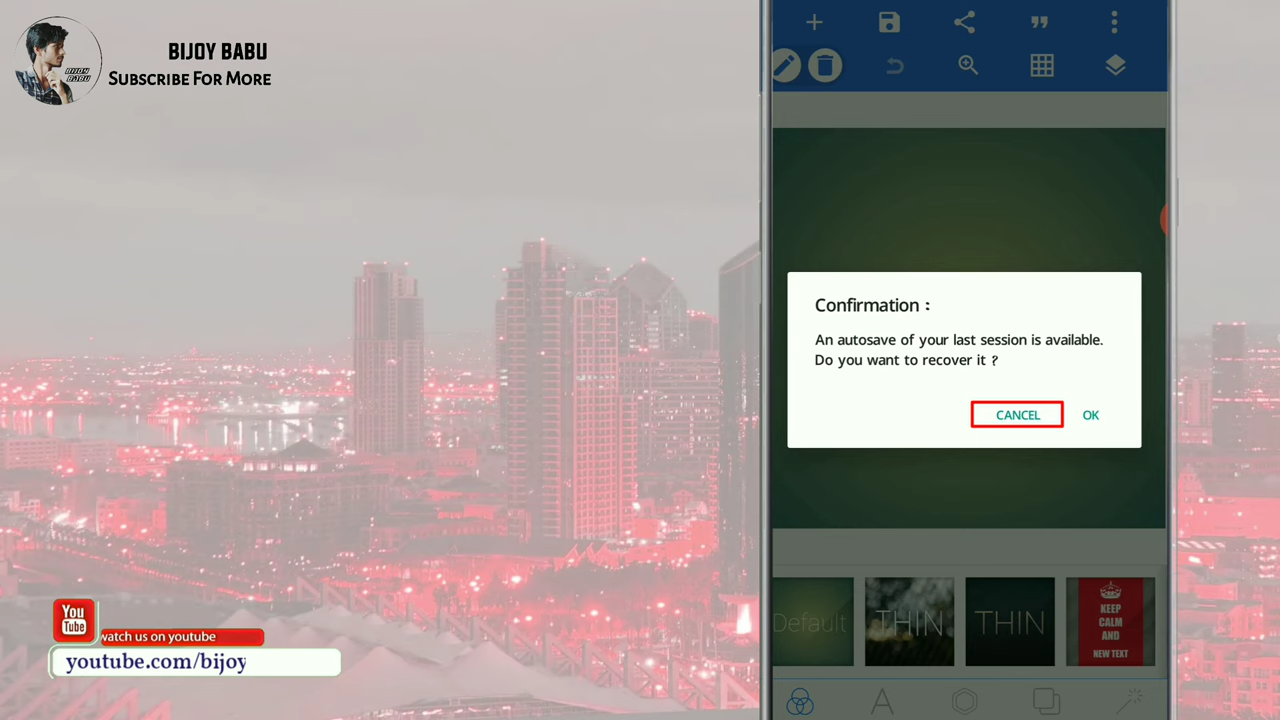 BIJOY BABU
SUBSCRIBE FOR MORE
BIJOY
BABU
Confirmation :
An autosave of your last session is available.
Do you want to recover it ?
CANCEL
OK
Default
THIN
THIN
KEEP
CALM
AND
NEW TEXT
You
Tube
watch us on youtube
youtube.com/bijoy
A